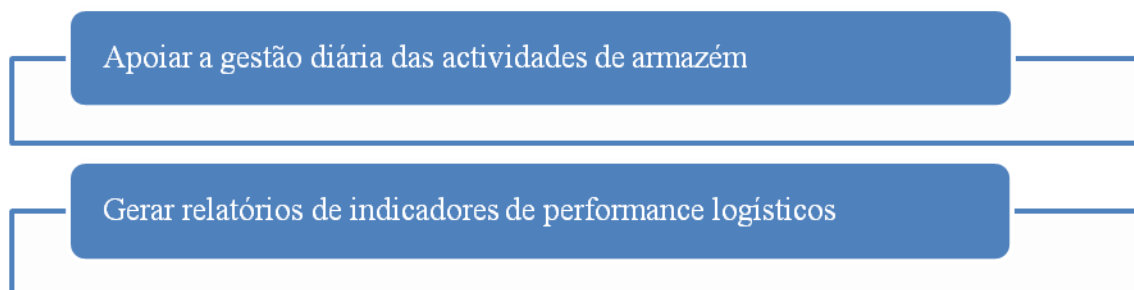 Apoiar a gestão diária das actividades de armazém
Gerar relatórios de indicadores de performance logísticos